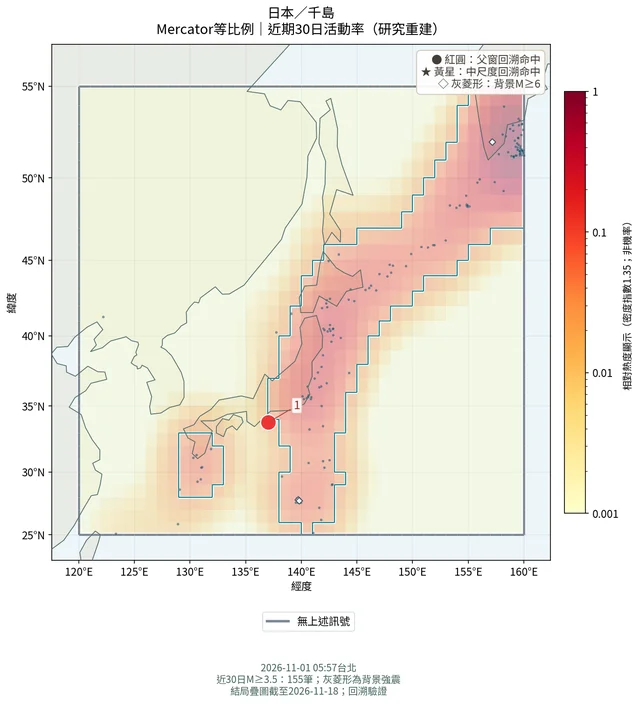 日本／千島
Mercator等比例｜近期30日活動率（研究重建）
● 紅圓：父窗回溯命中
★ 黃星：中尺度回溯命中
◇ 灰菱形：背景M≥6
55°N
50°N
45°N
40°N
35°N
30°N
25°N
緯度
1
120°E
125°E
130°E
135°E
140°E
145°E
150°E
155°E
160°E
經度
1
0.1
0.01
0.001
相對熱度顯示（密度指數1.35；非機率）
無上述訊號
2026-11-01 05:57台北
近30日M≥3.5：155筆；灰菱形為背景強震
結局疊圖截至2026-11-18；回溯驗證